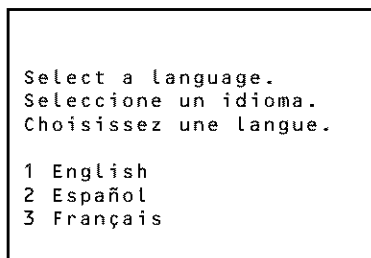 Select a language.
Seleccione un idioma.
Choisissez une langue.
1 English
2 Español
3 Français